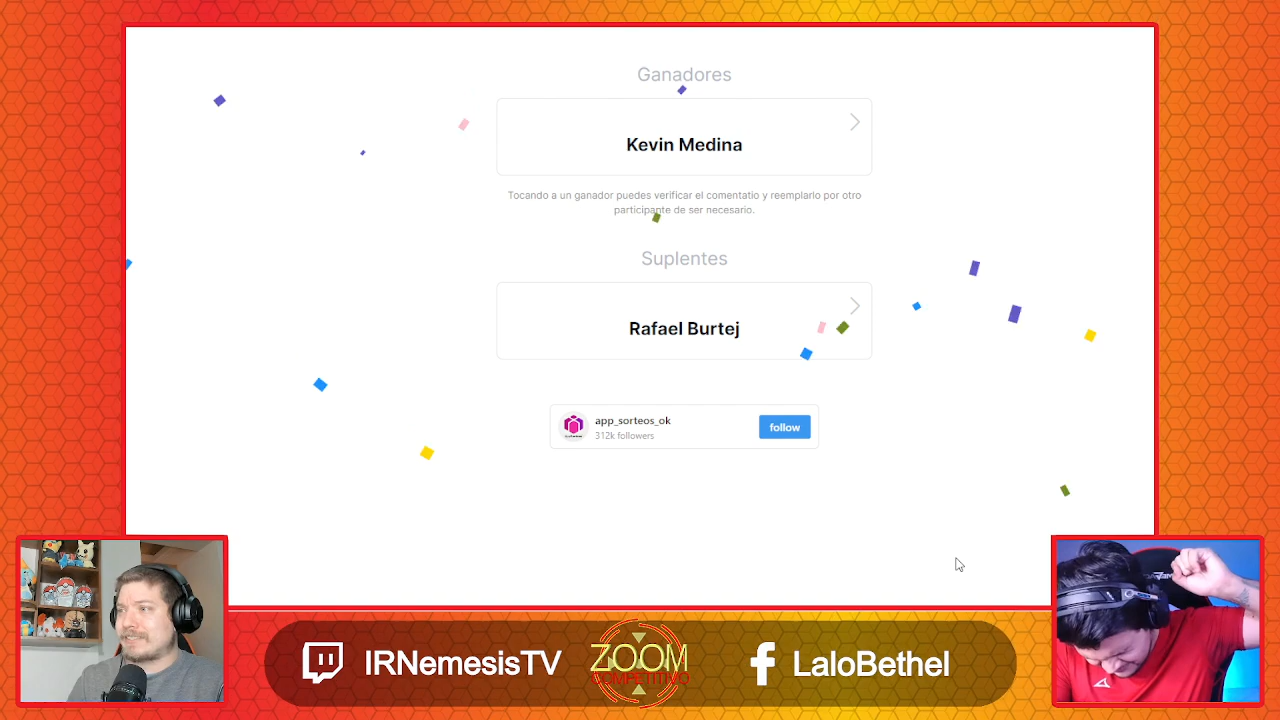 Ganadores
Kevin Medina
Tocando a un ganador puedes verificar el comentatio y reemplarlo por otro
participante de ser necesario.
Suplentes
Rafael Burtej
app_sorteos_ok
312k followers
follow
IRNemesisTV
ZOOM
COMPETITIVO
LaloBethel